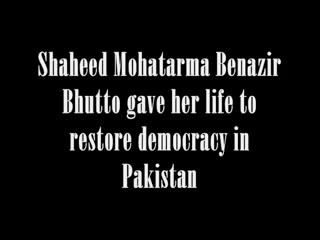 Shaheed Mohatarma Benazir
Bhutto gave her life to
restore democracy in
Pakistan